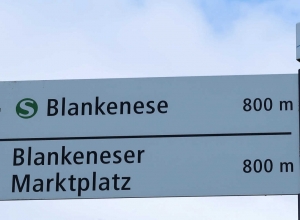 S Blankenese 800 m
Blankeneser 800 m
Marktplatz